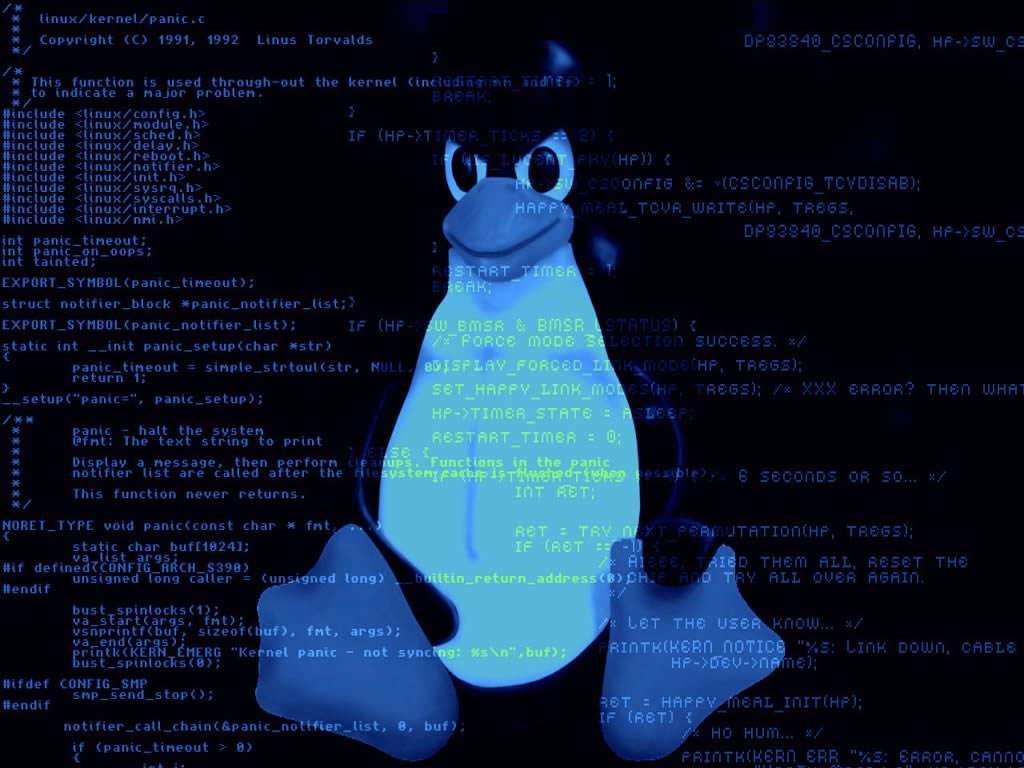 /*
 *  linux/kernel/panic.c
 *
 *  Copyright (C) 1991, 1992  Linus Torvalds
 */
/*
 * This function is used through-out the kernel (including mm and fs)
 * to indicate a major problem.
 */
#include <linux/config.h>
#include <linux/module.h>
#include <linux/sched.h>
#include <linux/delay.h>
#include <linux/reboot.h>
#include <linux/notifier.h>
#include <linux/init.h>
#include <linux/sysrq.h>
#include <linux/syscalls.h>
#include <linux/interrupt.h>
#include <linux/nmi.h>
int panic_timeout;
int panic_on_oops;
int tainted;
EXPORT_SYMBOL(panic_timeout);
struct notifier_block *panic_notifier_list;
EXPORT_SYMBOL(panic_notifier_list);
static int __init panic_setup(char *str)
{
        panic_timeout = simple_strtoul(str, NULL, 0);
        return 1;
}
__setup("panic=", panic_setup);
/**
 *      panic - halt the system
 *      @fmt: The text string to print
 *
 *      Display a message, then perform cleanups. Functions in the panic
 *      notifier list are called after the filesystem cache is flushed (when possible).
 *
 *      This function never returns.
 */
NORET_TYPE void panic(const char * fmt, ...)
{
        static char buf[1024];
        va_list args;
#if defined(CONFIG_ARCH_S390)
        unsigned long caller = (unsigned long) __builtin_return_address(0);
#endif
        bust_spinlocks(1);
        va_start(args, fmt);
        vsnprintf(buf, sizeof(buf), fmt, args);
        va_end(args);
        printk(KERN_EMERG "Kernel panic - not syncing: %s\n",buf);
        bust_spinlocks(0);
#ifdef CONFIG_SMP
        smp_send_stop();
#endif
       notifier_call_chain(&panic_notifier_list, 0, buf);
        if (panic_timeout > 0)
        {
                int i;
DP83840_CSCONFIG, HP->SW_CS
}
RESTART_TIMER = 1;
BREAK;
}
IF (HP->TIMER_TICKS == 2) {
IF (IS_LUCENT_PHY(HP)) {
HP->SW_CSCONFIG &= ~(CSCONFIG_TCVDISAB);
HAPPY_MEAL_TCVR_WRITE(HP, TREGS,
DP83840_CSCONFIG, HP->SW_CS
}
RESTART_TIMER = 1;
BREAK;
}
IF (HP->SW_BMSR & BMSR_LSTATUS) {
/* FORCE MODE SELECTION SUCCESS. */
DISPLAY_FORCED_LINK_MODE(HP, TREGS);
SET_HAPPY_LINK_MODES(HP, TREGS); /* XXX ERROR? THEN WHAT
HP->TIMER_STATE = ASLEEP;
RESTART_TIMER = 0;
} ELSE {
IF (HP->TIMER_TICKS /* 6 SECONDS OR SO... */
INT RET;
RET = TRY_NEXT_PERMUTATION(HP, TREGS);
IF (RET == -1) {
/* AIEEE, TRIED THEM ALL, RESET THE
* CHIP AND TRY ALL OVER AGAIN.
*/
/* LET THE USER KNOW... */
PRINTK(KERN_NOTICE "%S: LINK DOWN, CABLE
HP->DEV->NAME);
RET = HAPPY_MEAL_INIT(HP);
IF (RET) {
/* HO HUM... */
PRINTK(KERN_ERR "%S: ERROR, CANNO